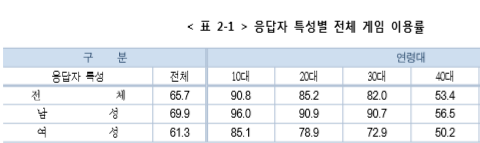 < 표 2-1 > 응답자 특성별 전체 게임 이용률
구 분 연령대
응답자 특성 전체 10대 20대 30대 40대
전 체 65.7 90.8 85.2 82.0 53.4
남 성 69.9 96.0 90.9 90.7 56.5
여 성 61.3 85.1 78.9 72.9 50.2